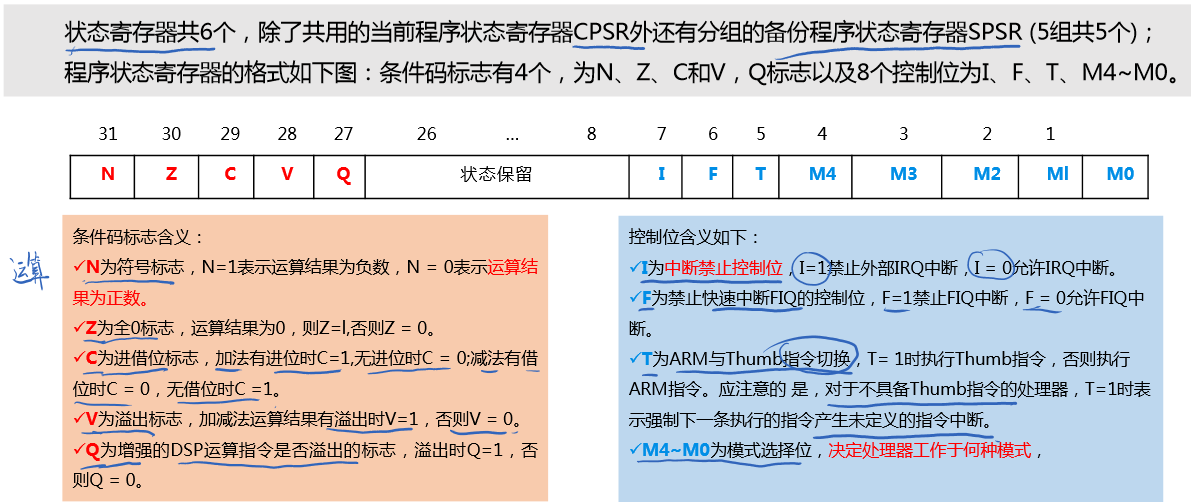 状态寄存器共6个，除了共用的当前程序状态寄存器CPSR外还有分组的备份程序状态寄存器SPSR (5组共5个)；
程序状态寄存器的格式如下图：条件码标志有4个，为N、Z、C和V，Q标志以及8个控制位为I、F、T、M4~M0。
31 30 29 28 27 26 ... 8 7 6 5 4 3 2 1
N Z C V Q 状态保留 I F T M4 M3 M2 Ml M0
运算
条件码标志含义：
✓N为符号标志，N=1表示运算结果为负数，N = 0表示运算结
果为正数。
✓Z为全0标志，运算结果为0，则Z=l,否则Z = 0。
✓C为进借位标志，加法有进位时C=1,无进位时C = 0;减法有借
位时C = 0，无借位时C =1。
✓V为溢出标志，加减法运算结果有溢出时V=1，否则V = 0。
✓Q为增强的DSP运算指令是否溢出的标志，溢出时Q=1，否
则Q = 0。
控制位含义如下：
✓I为中断禁止控制位，I=1禁止外部IRQ中断，I = 0允许IRQ中断。
✓F为禁止快速中断FIQ的控制位，F=1禁止FIQ中断，F = 0允许FIQ中
断。
✓T为ARM与Thumb指令切换，T= 1时执行Thumb指令，否则执行
ARM指令。应注意的 是，对于不具备Thumb指令的处理器，T=1时表
示强制下一条执行的指令产生未定义的指令中断。
✓M4~M0为模式选择位，决定处理器工作于何种模式，